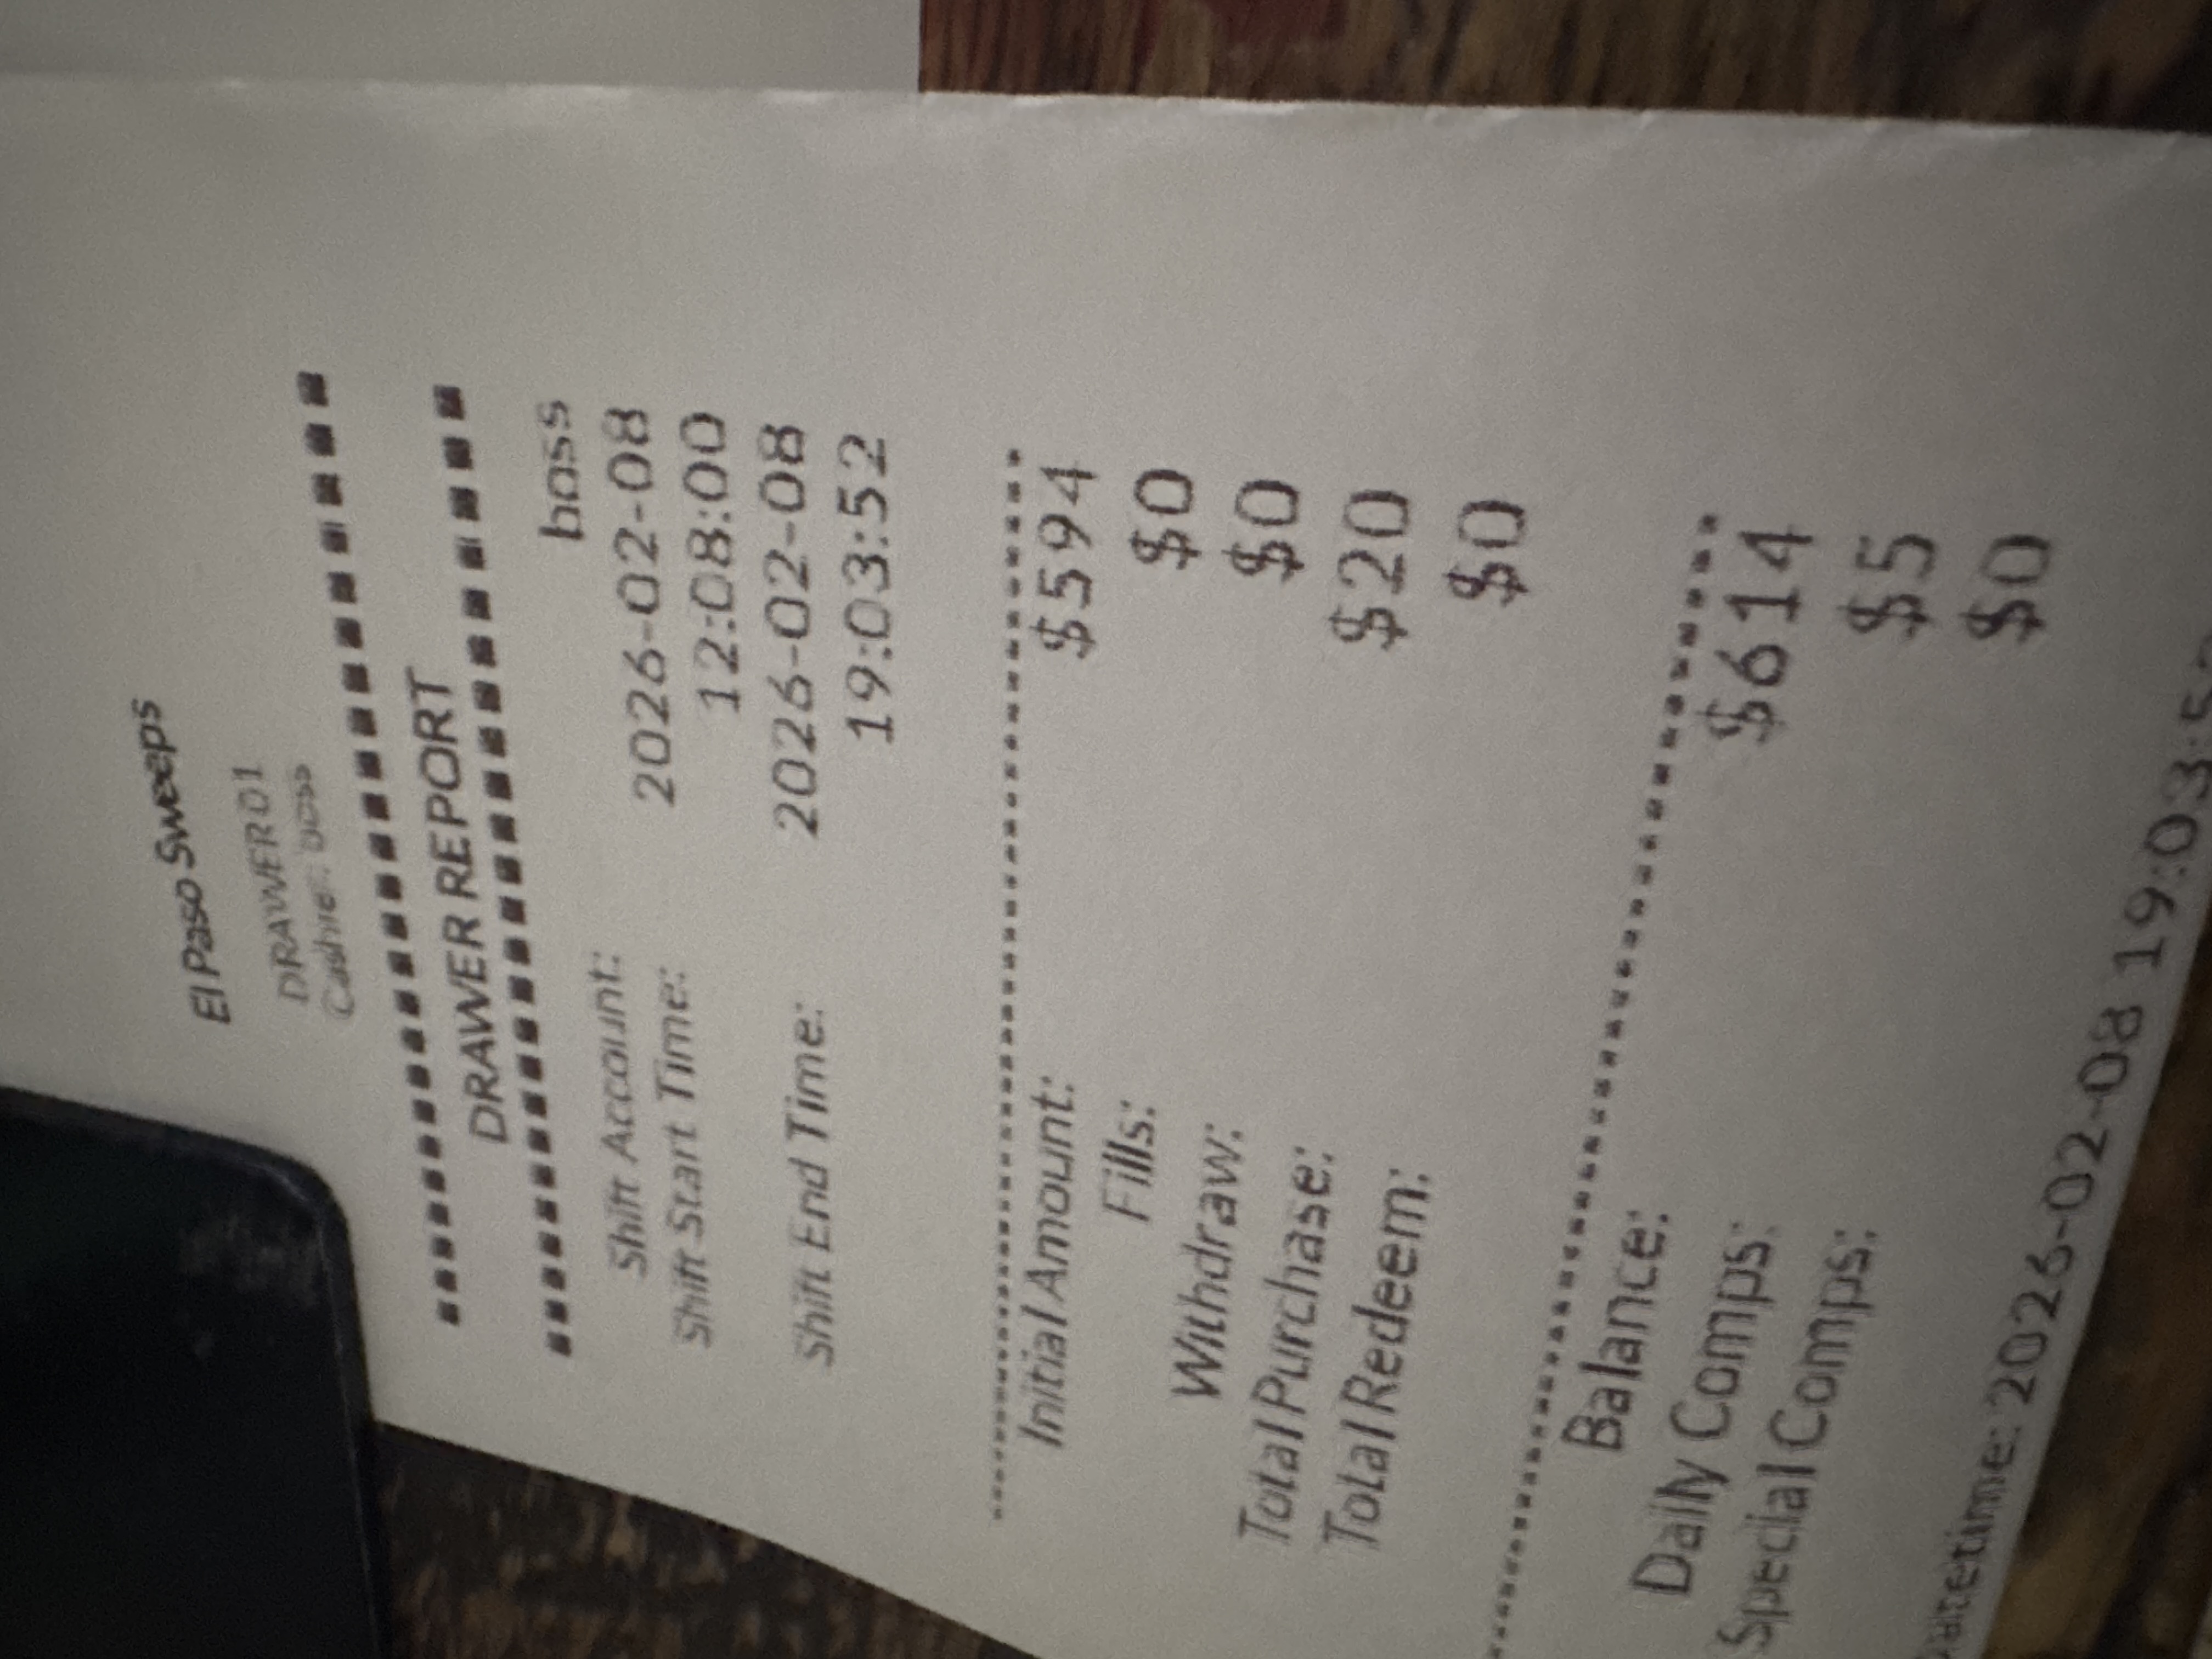 El Paso Sweeps
DRAWER01
Cashier: boss
DRAWER REPORT
Shift Account: boss
Shift Start Time: 2026-02-08
12:08:00
Shift End Time: 2026-02-08
19:03:52
Initial Amount: $594
Fills: $0
Withdraw: $0
Total Purchase: $20
Total Redeem: $0
Balance: $614
Daily Comps: $5
Special Comps: $0
2026-02-08